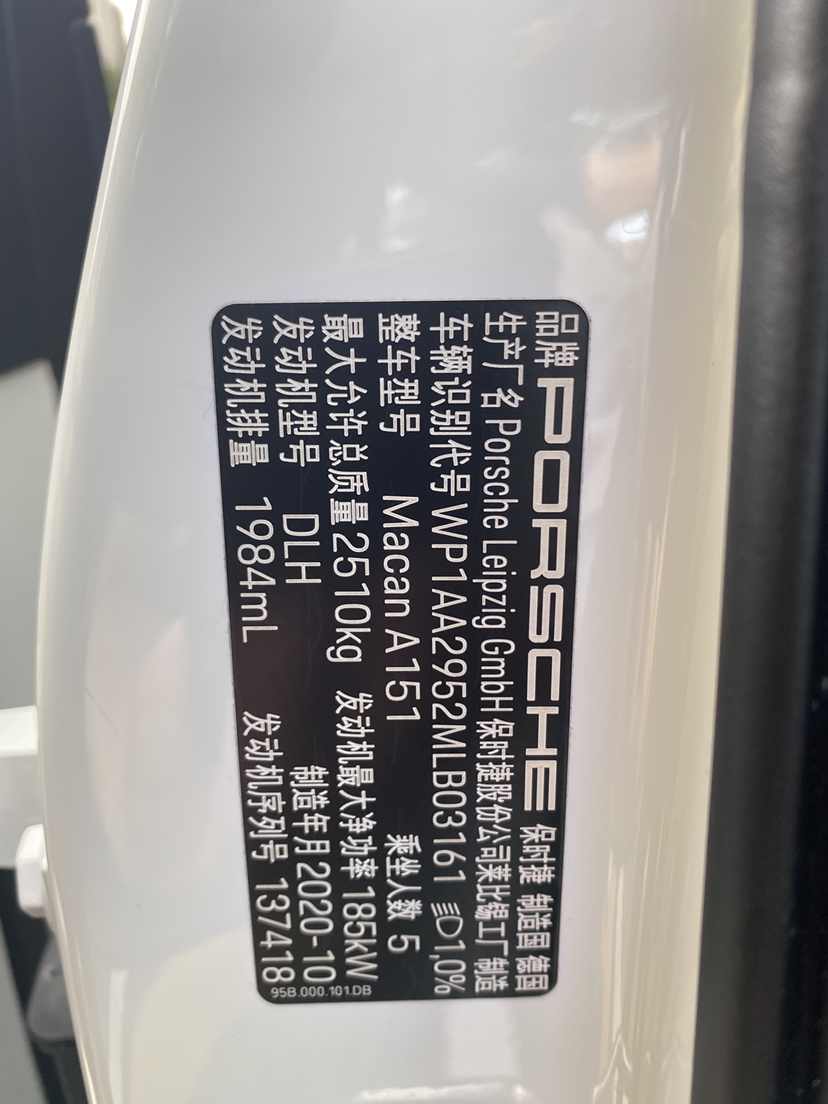 品牌 PORSCHE 保时捷 制造国 德国
生产厂名 Porsche Leipzig GmbH 保时捷股份公司莱比锡工厂制造
车辆识别代号 WP1AA2952MLB03161 1,0%
整车型号 Macan A151 乘坐人数 5
最大允许总质量 2510kg 发动机最大净功率 185kW
发动机型号 DLH 制造年月 2020-10
发动机排量 1984mL 发动机序列号 137418
95B.000.101.DB